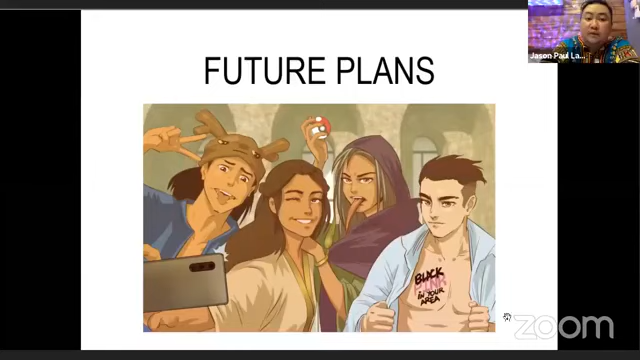 FUTURE PLANS
Jason Paul La...
BLACK
PINK
IN YOUR
AREA
zoom